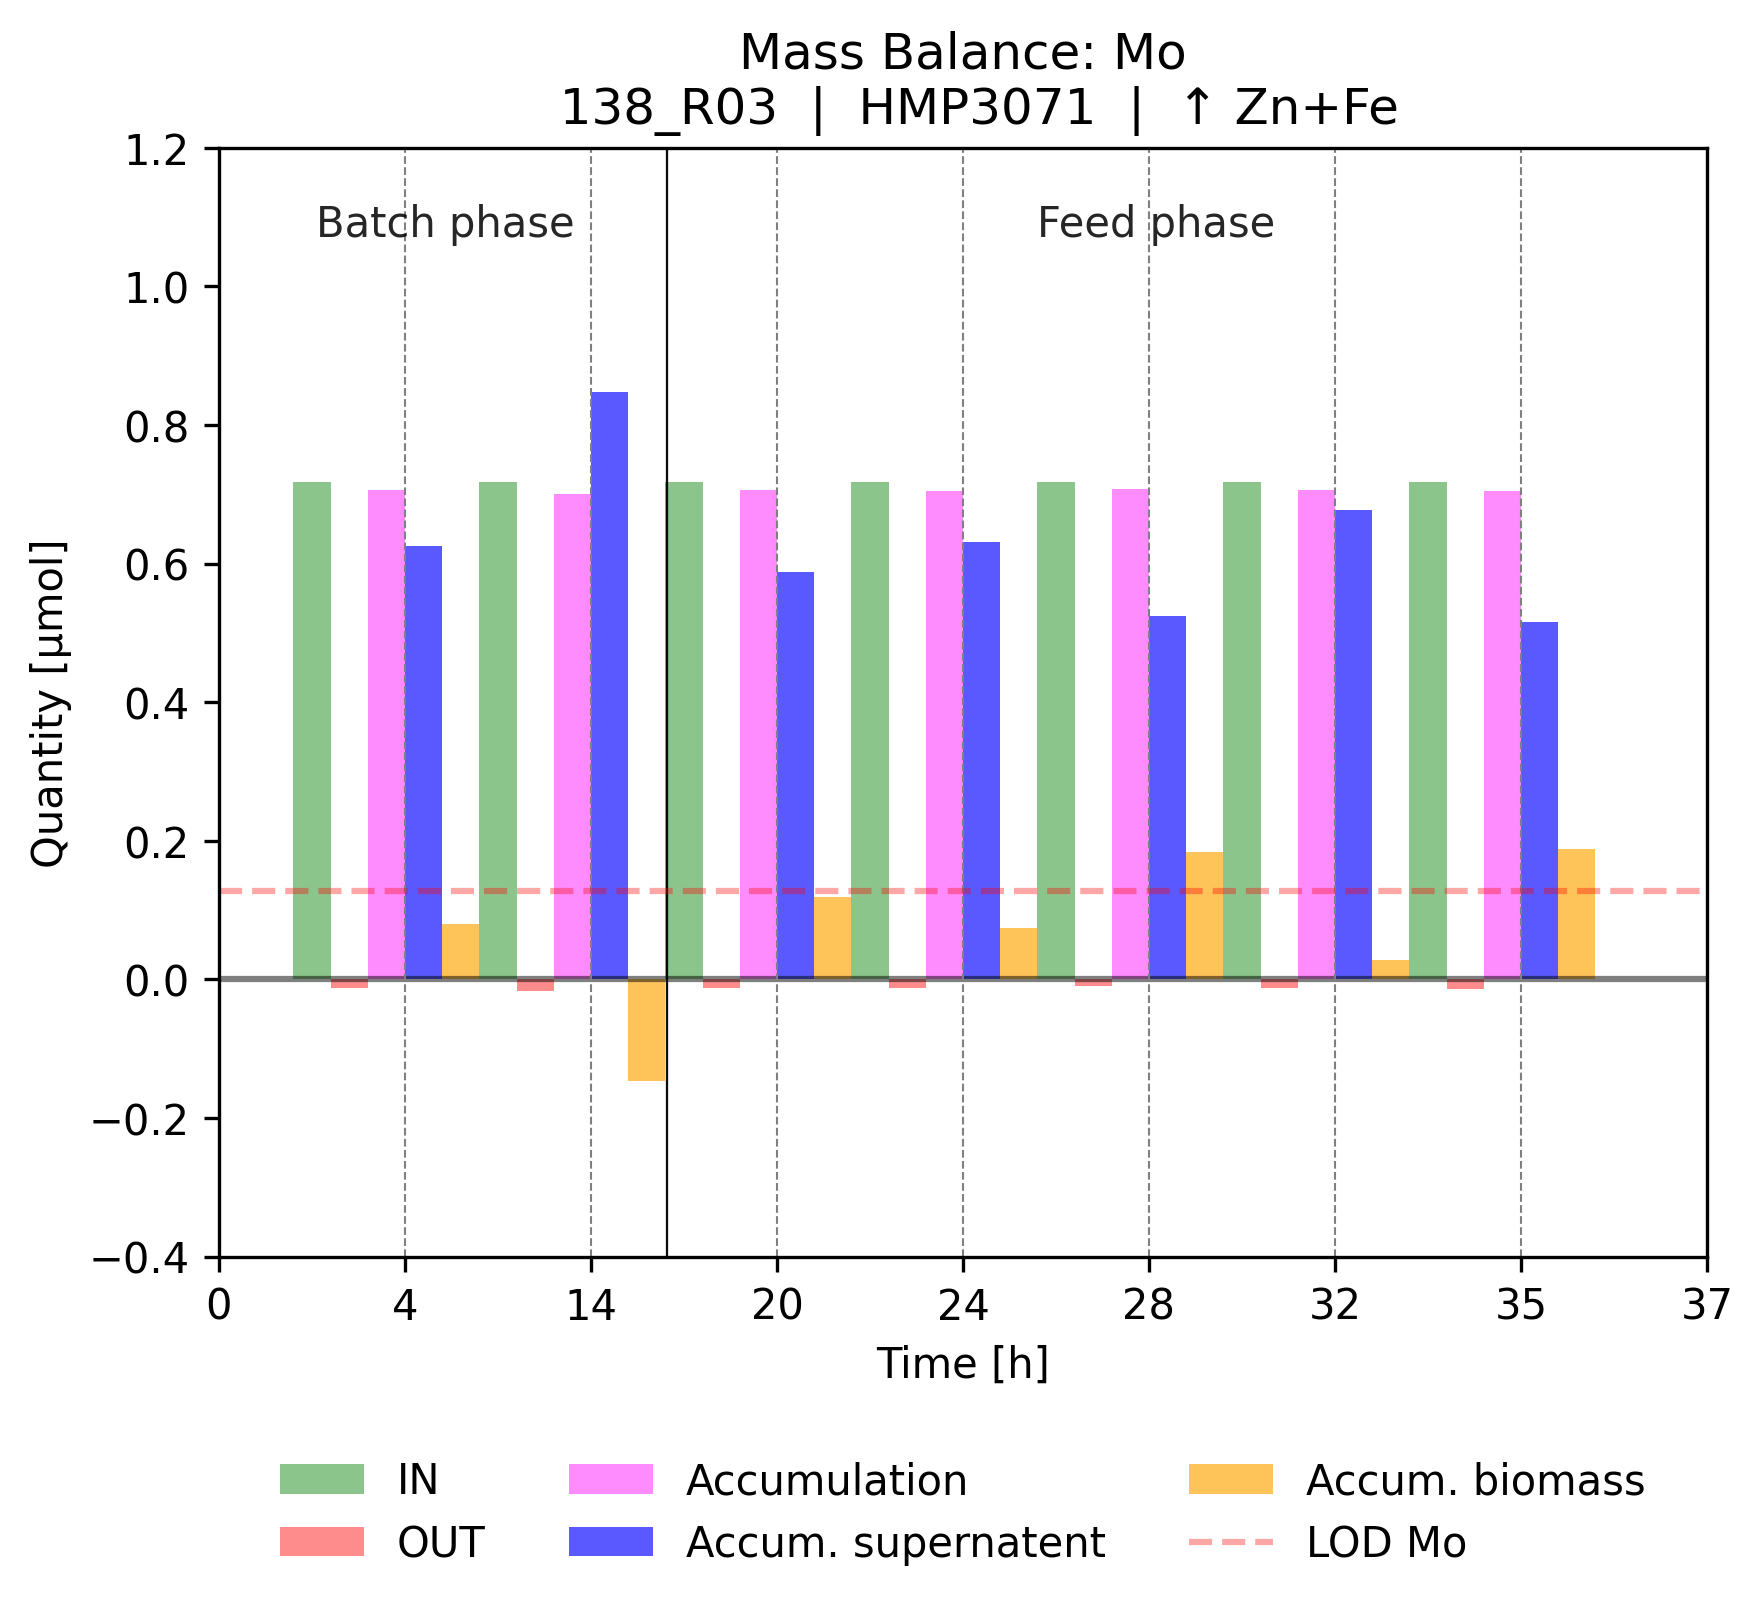 Mass Balance: Mo
138_R03 | HMP3071 | ↑ Zn+Fe
Batch phase
Feed phase
Quantity [µmol]
1.2
1.0
0.8
0.6
0.4
0.2
0.0
−0.2
−0.4
0
4
14
20
24
28
32
35
37
Time [h]
IN
OUT
Accumulation
Accum. supernatent
Accum. biomass
LOD Mo